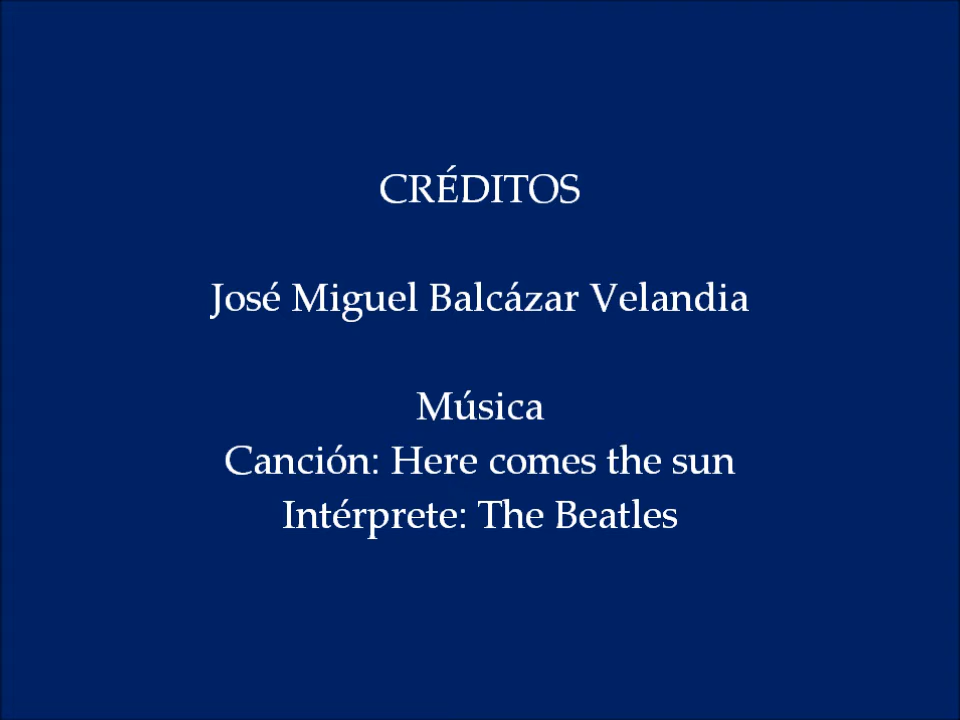 CRÉDITOS
José Miguel Balcázar Velandia
Música
Canción: Here comes the sun
Intérprete: The Beatles